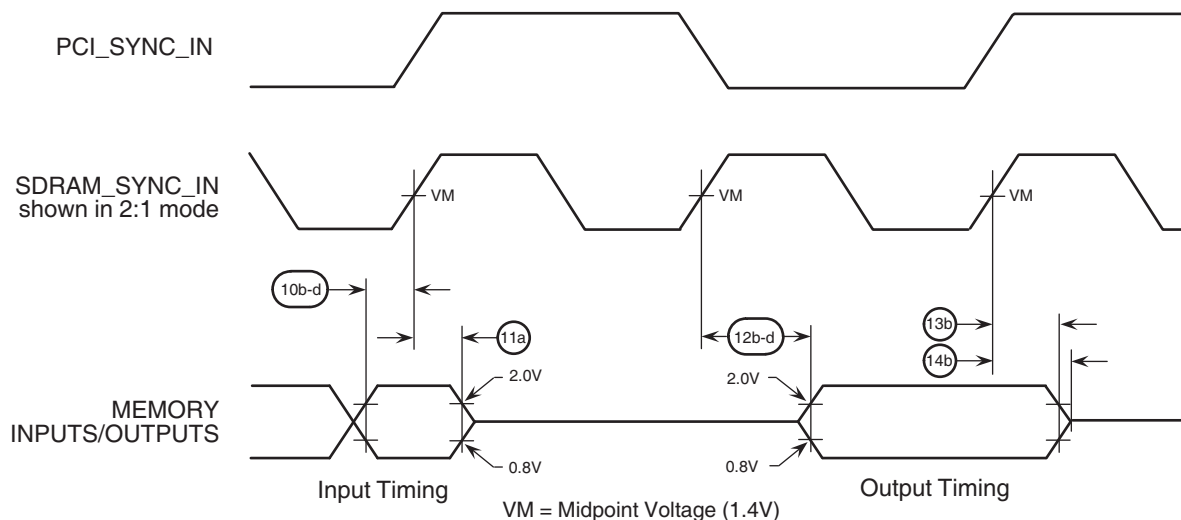 PCI_SYNC_IN
SDRAM_SYNC_IN
shown in 2:1 mode
VM
VM
VM
10b-d
11a
12b-d
13b
14b
2.0V
2.0V
MEMORY
INPUTS/OUTPUTS
0.8V
0.8V
Input Timing
Output Timing
VM = Midpoint Voltage (1.4V)